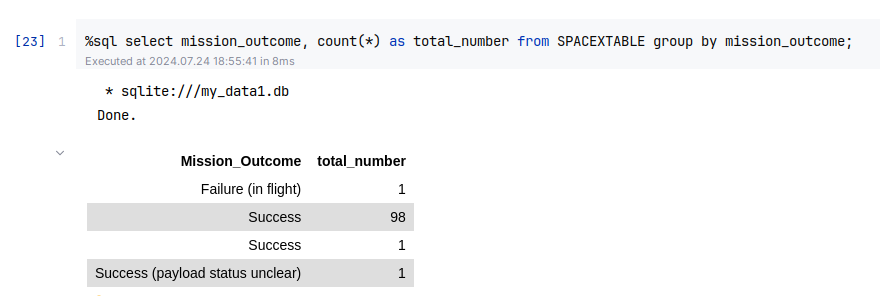 [23] 1 %sql select mission_outcome, count(*) as total_number from SPACEXTABLE group by mission_outcome;
Executed at 2024.07.24 18:55:41 in 8ms
* sqlite:///my_data1.db
Done.
Mission_Outcome total_number
Failure (in flight) 1
Success 98
Success 1
Success (payload status unclear) 1